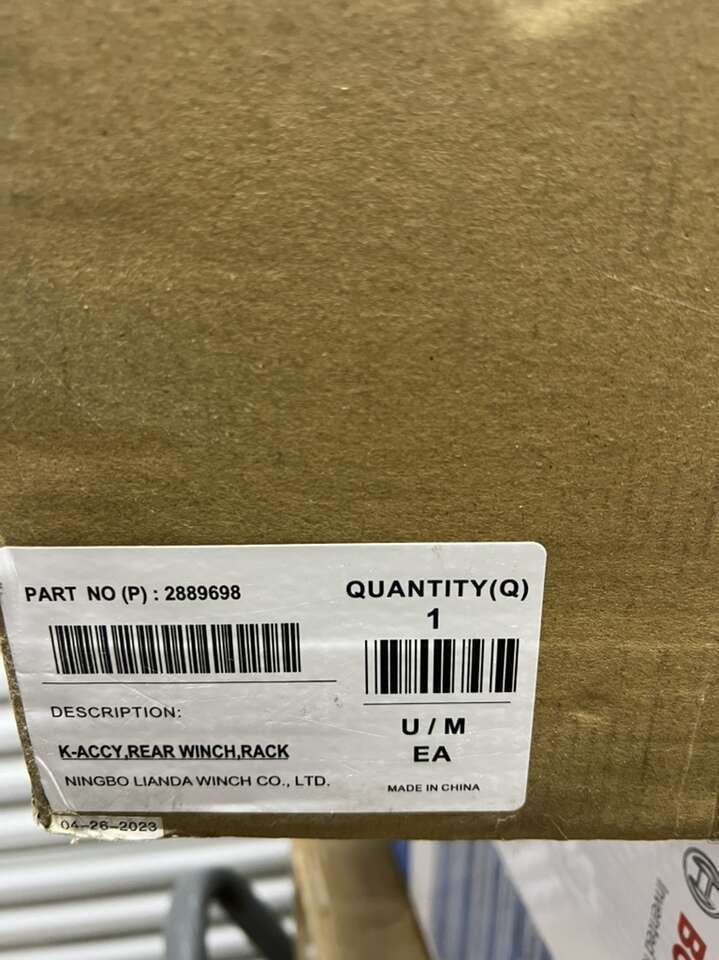 PART NO (P) : 2889698
QUANTITY(Q)
1
DESCRIPTION:
K-ACCY,REAR WINCH,RACK
NINGBO LIANDA WINCH CO., LTD.
U / M
EA
MADE IN CHINA
04-26-2023